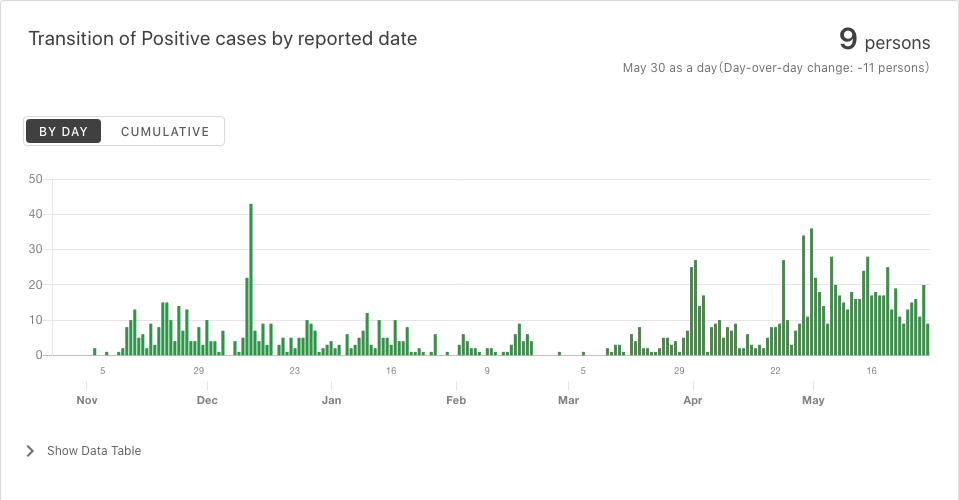 Transition of Positive cases by reported date
9 persons
May 30 as a day(Day-over-day change: -11 persons)
BY DAY CUMULATIVE
50
40
30
20
10
0
5 29 23 16 9 5 29 22 16
Nov Dec Jan Feb Mar Apr May
Show Data Table